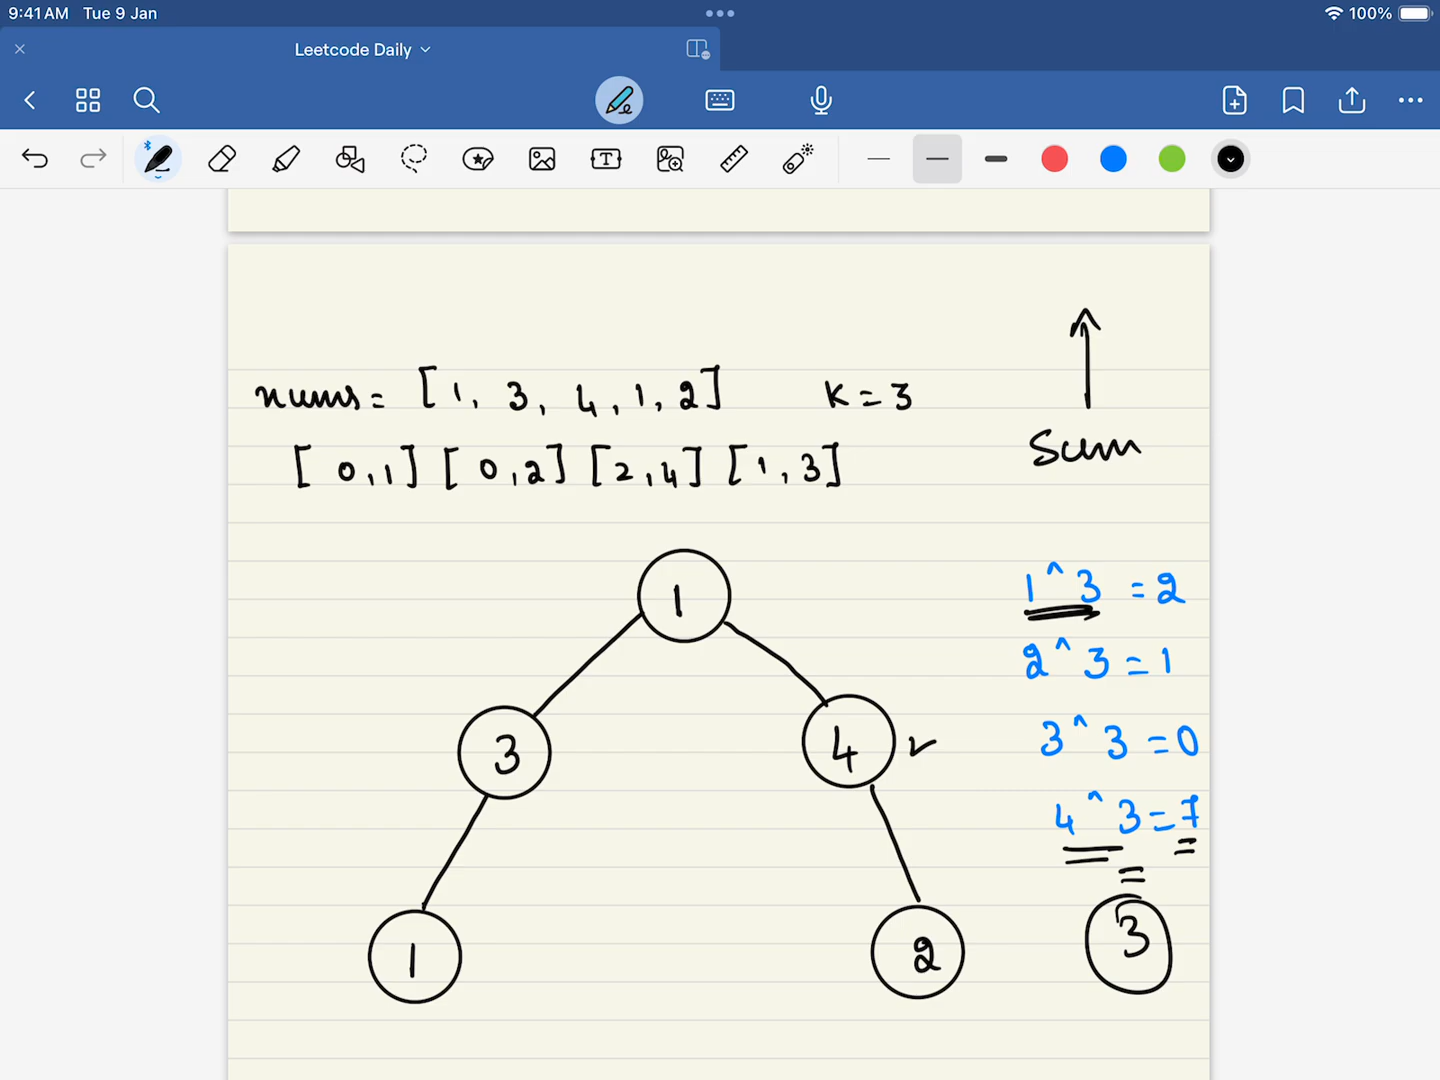 9:41 AM Tue 9 Jan
100%
Leetcode Daily
T
nums = [ 1, 3, 4, 1, 2 ] K = 3
[ 0, 1 ] [ 0, 2 ] [ 2, 4 ] [ 1, 3 ]
Sum
1
3
4
1
2
1 ^ 3 = 2
2 ^ 3 = 1
3 ^ 3 = 0
4 ^ 3 = 7
3